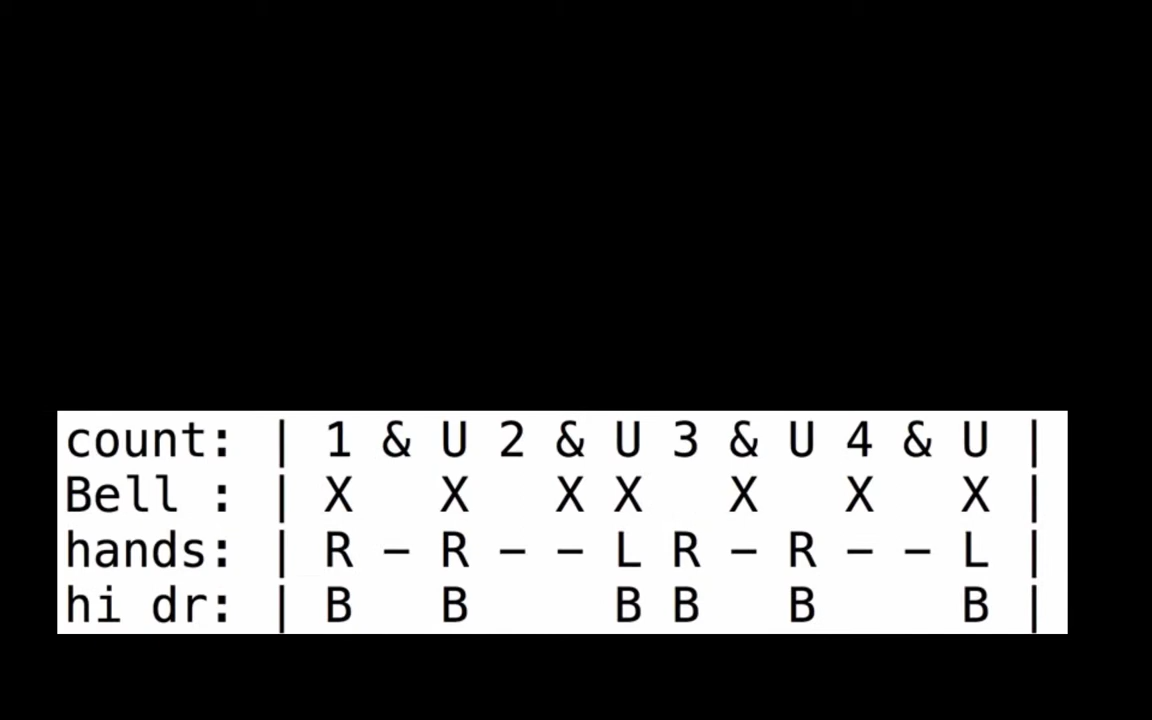 count: | 1 & U 2 & U 3 & U 4 & U |
Bell : | X   X   X X   X   X   X |
hands: | R – R – – L R – R – – L |
hi dr: | B   B     B B   B     B |